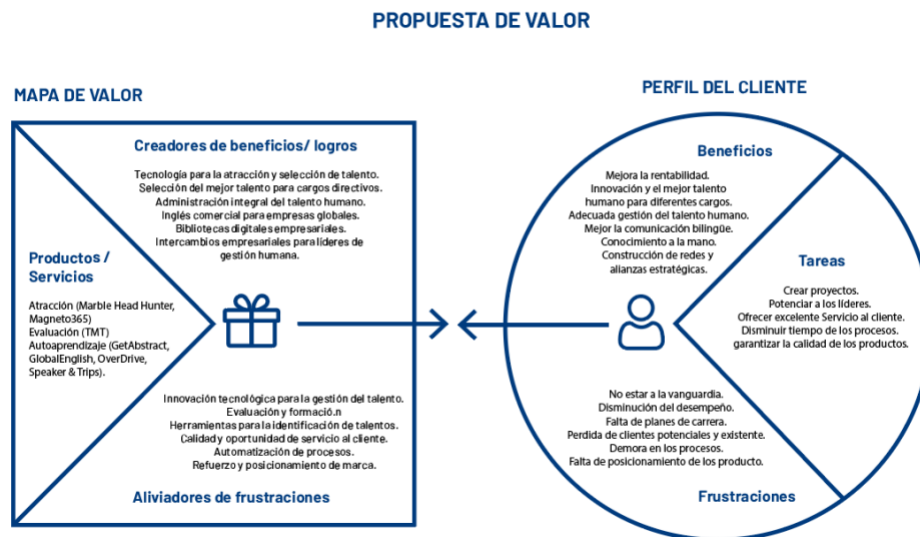 PROPUESTA DE VALOR
MAPA DE VALOR
Creadores de beneficios/ logros
Tecnología para la atracción y selección de talento.
Selección del mejor talento para cargos directivos.
Administración integral del talento humano.
Inglés comercial para empresas globales.
Bibliotecas digitales empresariales.
Intercambios empresariales para líderes de
gestión humana.
Productos /
Servicios
Atracción (Marble Head Hunter,
Magneto365)
Evaluación (TMT)
Autoaprendizaje (GetAbstract,
GlobalEnglish, OverDrive,
Speaker & Trips).
Innovación tecnológica para la gestión del talento.
Evaluación y formació.n
Herramientas para la identificación de talentos.
Calidad y oportunidad de servicio al cliente.
Automatización de procesos.
Refuerzo y posicionamiento de marca.
Aliviadores de frustraciones
PERFIL DEL CLIENTE
Beneficios
Mejora la rentabilidad.
Innovación y el mejor talento
humano para diferentes cargos.
Adecuada gestión del talento humano.
Mejor la comunicación bilingüe.
Conocimiento a la mano.
Construcción de redes y
alianzas estratégicas.
Tareas
Crear proyectos.
Potenciar a los líderes.
Ofrecer excelente Servicio al cliente.
Disminuir tiempo de los procesos.
garantizar la calidad de los productos.
No estar a la vanguardia.
Disminución del desempeño.
Falta de planes de carrera.
Perdida de clientes potenciales y existente.
Demora en los procesos.
Falta de posicionamiento de los producto.
Frustraciones